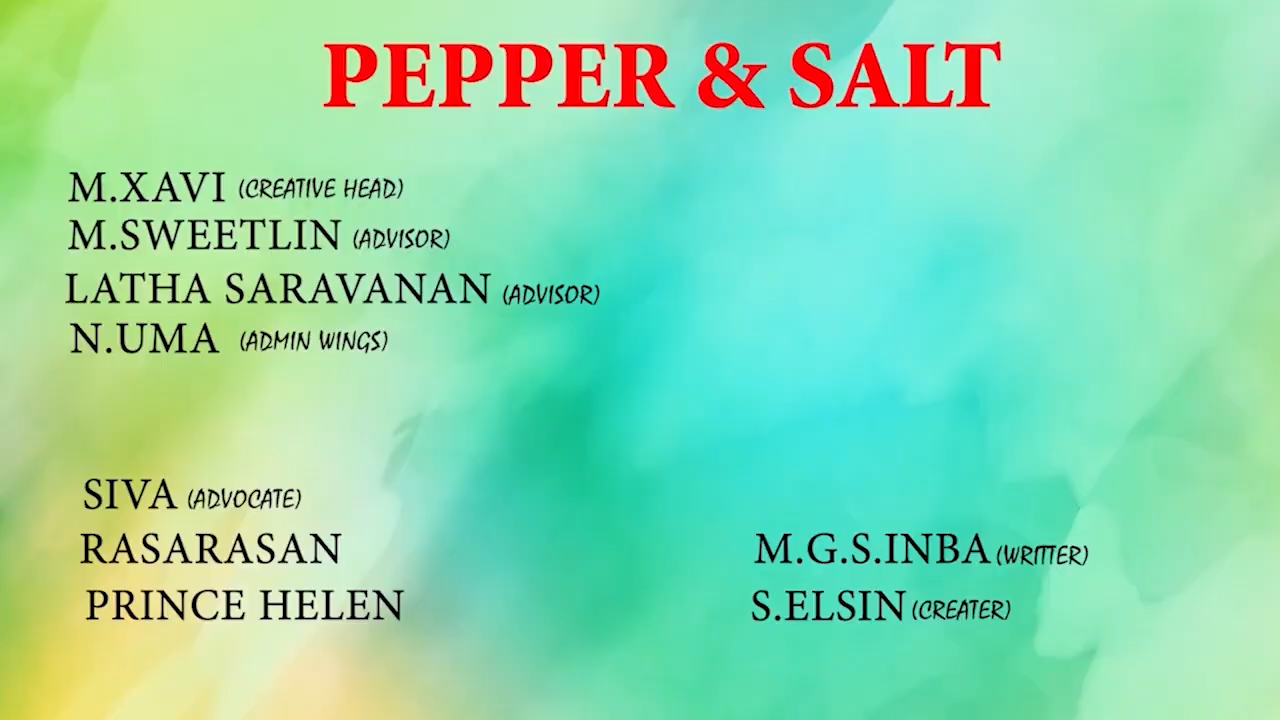 PEPPER & SALT
M.XAVI (CREATIVE HEAD)
M.SWEETLIN (ADVISOR)
LATHA SARAVANAN (ADVISOR)
N.UMA (ADMIN WINGS)
SIVA (ADVOCATE)
RASARASAN
PRINCE HELEN
M.G.S.INBA (WRITTER)
S.ELSIN (CREATER)